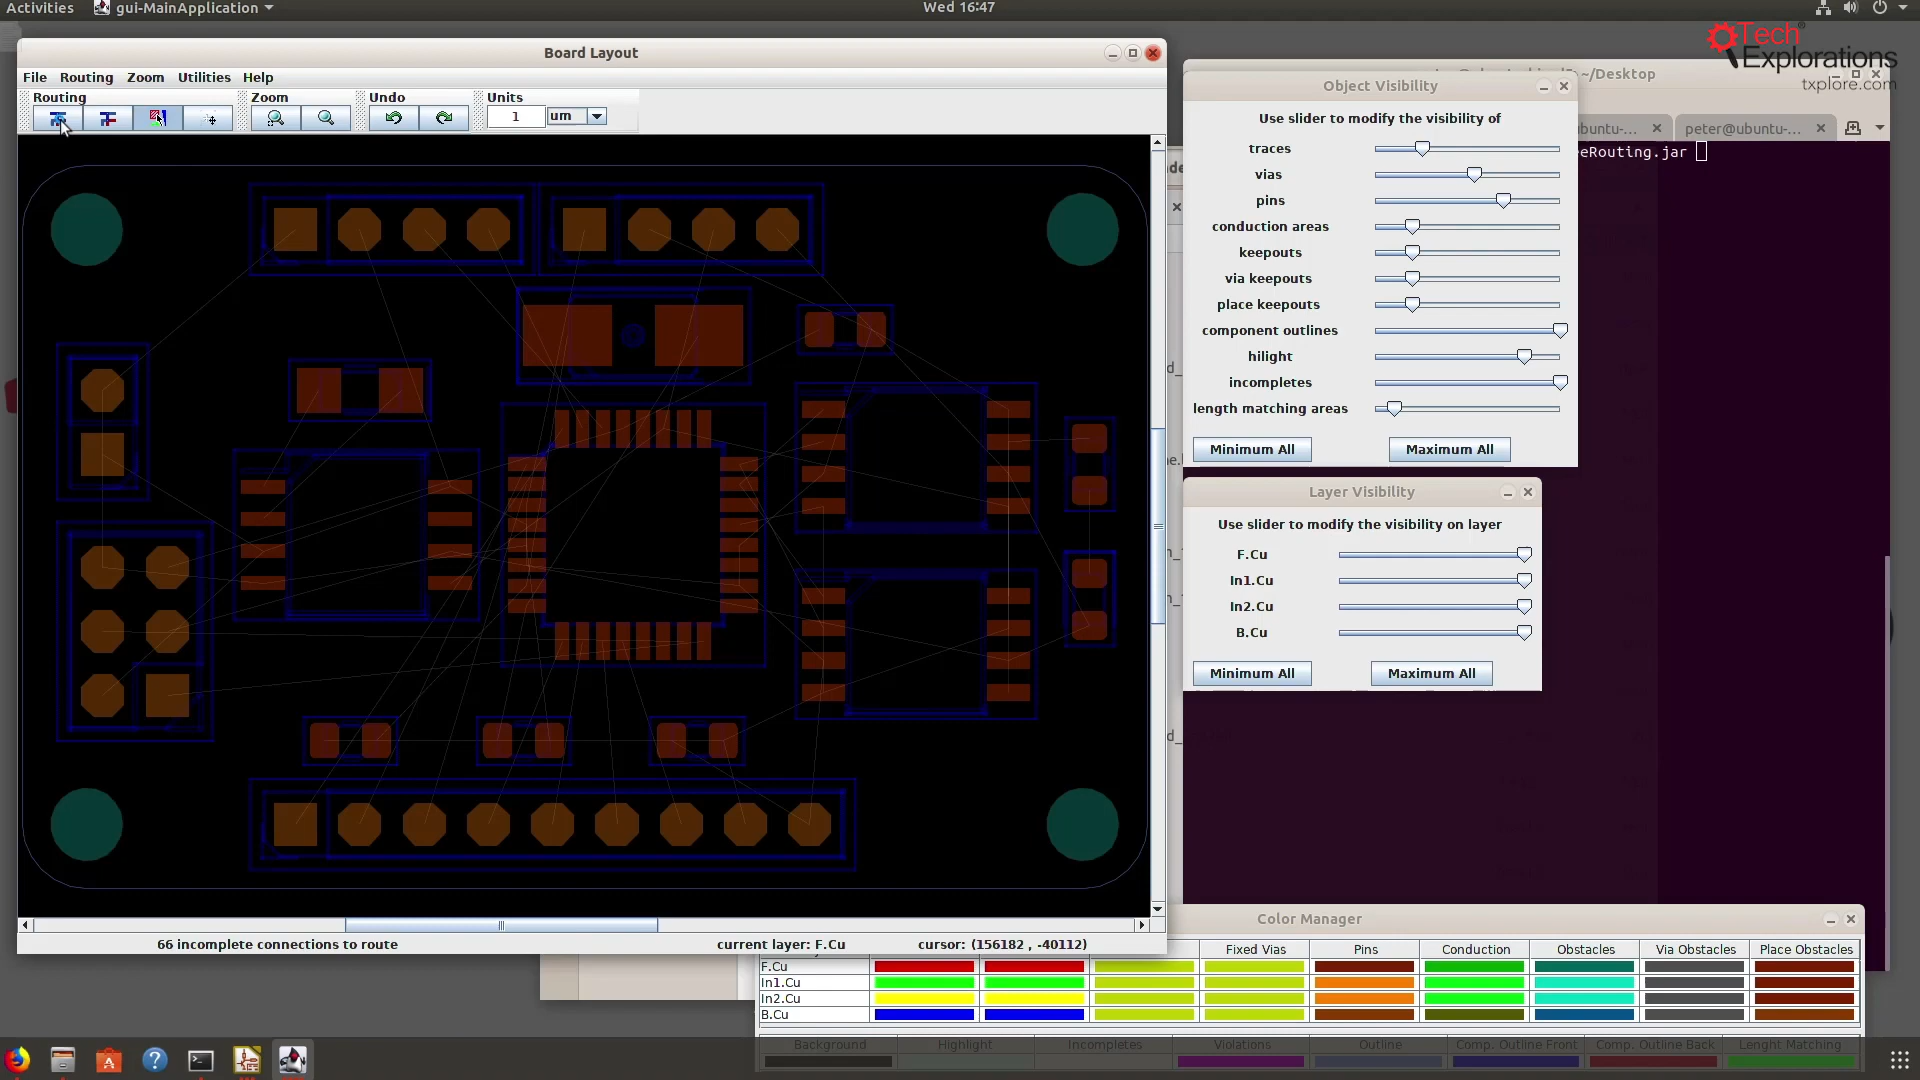 Activities
gui-MainApplication
Wed 16:47
Tech
Explorations
txplore.com
Board Layout
File Routing Zoom Utilities Help
Routing Zoom Undo Units
1 um
66 incomplete connections to route
current layer: F.Cu
cursor: (156182 , -40112)
~/Desktop
ubuntu-...
peter@ubuntu-...
eRouting.jar
Object Visibility
Use slider to modify the visibility of
traces
vias
pins
conduction areas
keepouts
via keepouts
place keepouts
component outlines
hilight
incompletes
length matching areas
Minimum All Maximum All
Layer Visibility
Use slider to modify the visibility on layer
F.Cu
In1.Cu
In2.Cu
B.Cu
Minimum All Maximum All
Color Manager
Fixed Vias Pins Conduction Obstacles Via Obstacles Place Obstacles
F.Cu
In1.Cu
In2.Cu
B.Cu
Background Highlight Incompletes Violations Outline Comp. Outline Front Comp. Outline Back Lenght Matching